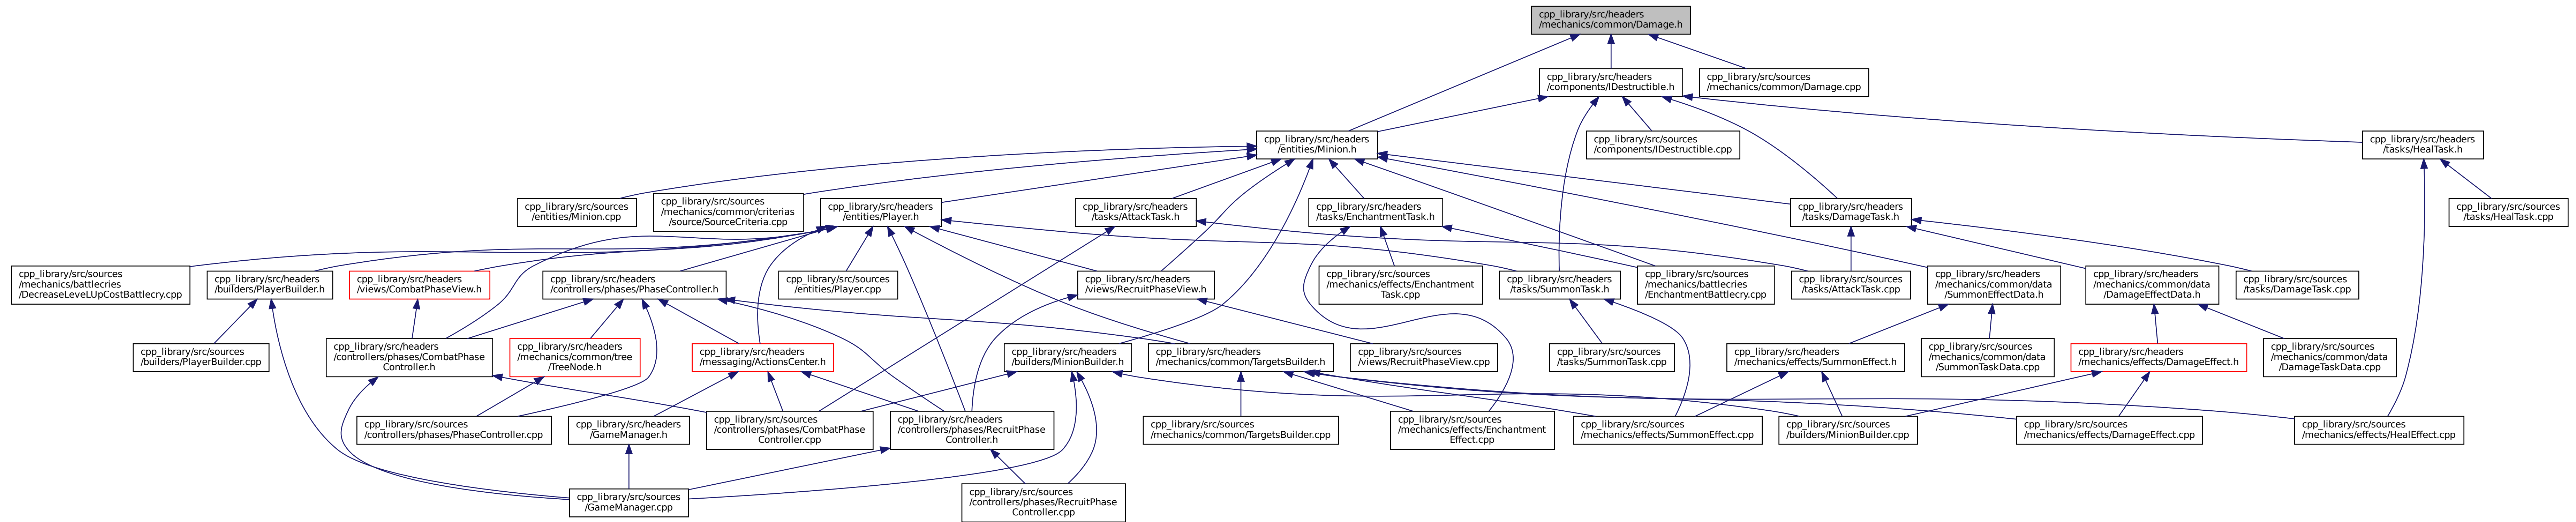 cpp_library/src/headers
/mechanics/common/Damage.h
cpp_library/src/headers
/components/IDestructible.h
cpp_library/src/sources
/mechanics/common/Damage.cpp
cpp_library/src/headers
/entities/Minion.h
cpp_library/src/sources
/components/IDestructible.cpp
cpp_library/src/headers
/tasks/HealTask.h
cpp_library/src/sources
/entities/Minion.cpp
cpp_library/src/sources
/mechanics/common/criterias
/source/SourceCriteria.cpp
cpp_library/src/headers
/entities/Player.h
cpp_library/src/headers
/tasks/AttackTask.h
cpp_library/src/headers
/tasks/EnchantmentTask.h
cpp_library/src/headers
/tasks/DamageTask.h
cpp_library/src/sources
/tasks/HealTask.cpp
cpp_library/src/sources
/mechanics/battlecries
/DecreaseLeveLUpCostBattlecry.cpp
cpp_library/src/headers
/builders/PlayerBuilder.h
cpp_library/src/headers
/views/CombatPhaseView.h
cpp_library/src/headers
/controllers/phases/PhaseController.h
cpp_library/src/sources
/entities/Player.cpp
cpp_library/src/headers
/views/RecruitPhaseView.h
cpp_library/src/sources
/mechanics/effects/Enchantment
Task.cpp
cpp_library/src/headers
/tasks/SummonTask.h
cpp_library/src/sources
/mechanics/battlecries
/EnchantmentBattlecry.cpp
cpp_library/src/sources
/tasks/AttackTask.cpp
cpp_library/src/headers
/mechanics/common/data
/SummonEffectData.h
cpp_library/src/headers
/mechanics/common/data
/DamageEffectData.h
cpp_library/src/sources
/tasks/DamageTask.cpp
cpp_library/src/sources
/builders/PlayerBuilder.cpp
cpp_library/src/headers
/controllers/phases/CombatPhase
Controller.h
cpp_library/src/headers
/mechanics/common/tree
/TreeNode.h
cpp_library/src/headers
/messaging/ActionsCenter.h
cpp_library/src/headers
/builders/MinionBuilder.h
cpp_library/src/headers
/mechanics/common/TargetsBuilder.h
cpp_library/src/sources
/views/RecruitPhaseView.cpp
cpp_library/src/sources
/tasks/SummonTask.cpp
cpp_library/src/headers
/mechanics/effects/SummonEffect.h
cpp_library/src/sources
/mechanics/common/data
/SummonTaskData.cpp
cpp_library/src/headers
/mechanics/effects/DamageEffect.h
cpp_library/src/sources
/mechanics/common/data
/DamageTaskData.cpp
cpp_library/src/sources
/controllers/phases/PhaseController.cpp
cpp_library/src/headers
/GameManager.h
cpp_library/src/sources
/controllers/phases/CombatPhase
Controller.cpp
cpp_library/src/headers
/controllers/phases/RecruitPhase
Controller.h
cpp_library/src/sources
/mechanics/common/TargetsBuilder.cpp
cpp_library/src/sources
/mechanics/effects/Enchantment
Effect.cpp
cpp_library/src/sources
/mechanics/effects/SummonEffect.cpp
cpp_library/src/sources
/builders/MinionBuilder.cpp
cpp_library/src/sources
/mechanics/effects/DamageEffect.cpp
cpp_library/src/sources
/mechanics/effects/HealEffect.cpp
cpp_library/src/sources
/GameManager.cpp
cpp_library/src/sources
/controllers/phases/RecruitPhase
Controller.cpp